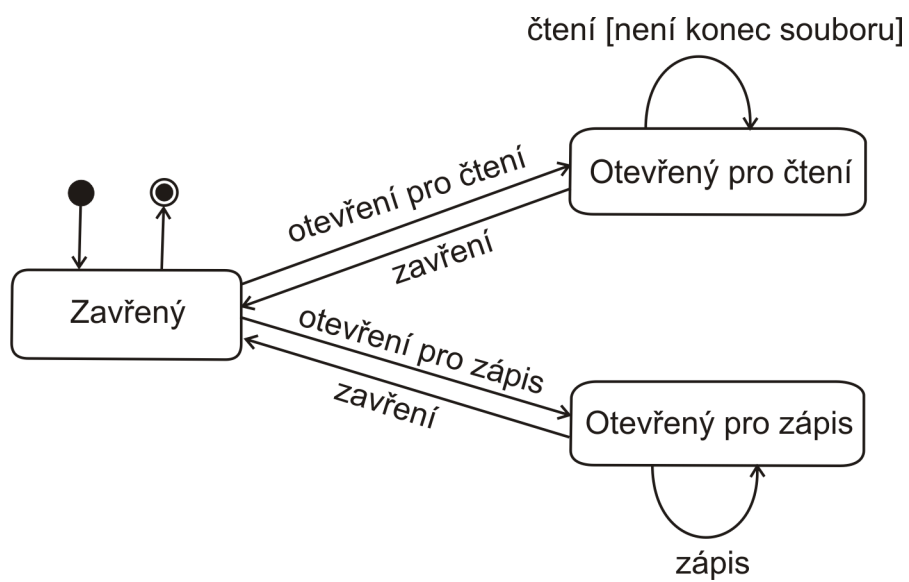 čtení [není konec souboru]
Otevřený pro čtení
otevření pro čtení
zavření
Zavřený
otevření pro zápis
zavření
Otevřený pro zápis
zápis